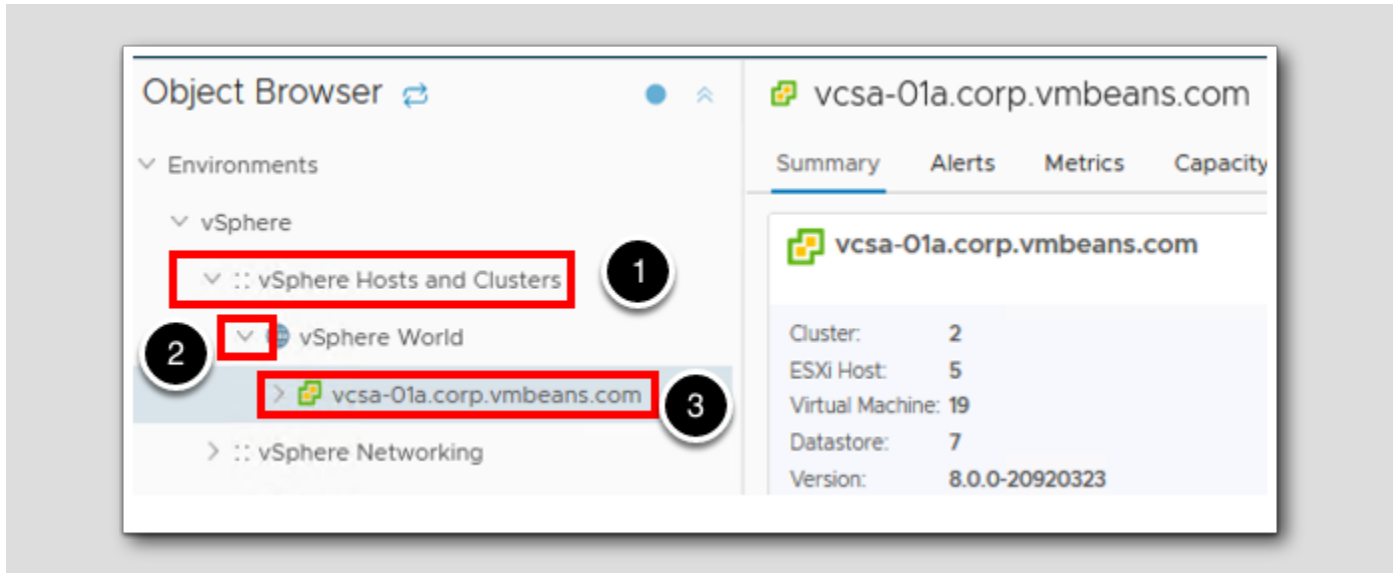 Object Browser
Environments
vSphere
vSphere Hosts and Clusters
1
2
vSphere World
vcsa-01a.corp.vmbeans.com
3
vSphere Networking
vcsa-01a.corp.vmbeans.com
Summary Alerts Metrics Capacity
vcsa-01a.corp.vmbeans.com
Cluster: 2
ESXi Host: 5
Virtual Machine: 19
Datastore: 7
Version: 8.0.0-20920323